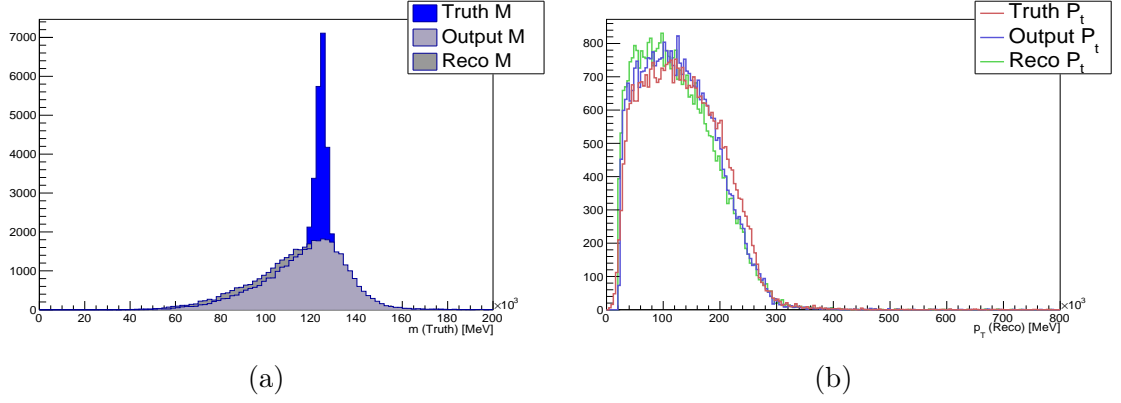 Truth M
Output M
Reco M
7000
6000
5000
4000
3000
2000
1000
0
0 20 40 60 80 100 120 140 160 180 200
×10³
m (Truth) [MeV]
(a)
Truth P_t
Output P_t
Reco P_t
800
700
600
500
400
300
200
100
0
0 100 200 300 400 500 600 700 800
×10³
p_T (Reco) [MeV]
(b)